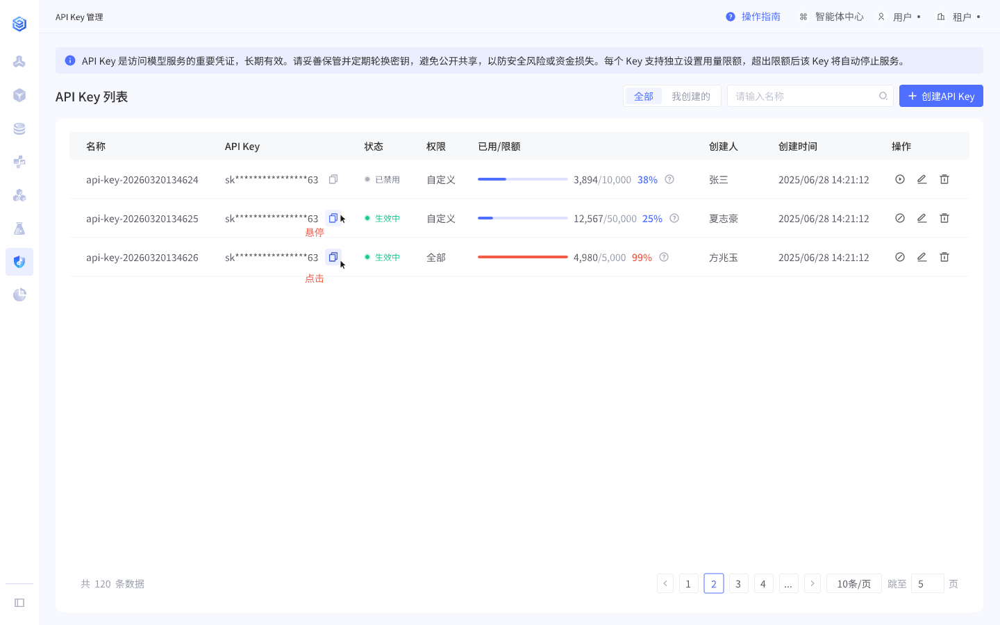 API Key 管理
操作指南
智能体中心
用户 •
租户 •
API Key 是访问模型服务的重要凭证，长期有效。请妥善保管并定期轮换密钥，避免公开共享，以防安全风险或资金损失。每个 Key 支持独立设置用量限额，超出限额后该 Key 将自动停止服务。
API Key 列表
全部
我创建的
请输入名称
创建API Key
名称 API Key 状态 权限 已用/限额 创建人 创建时间 操作
api-key-20260320134624 sk****************63 已禁用 自定义 3,894/10,000 38% 张三 2025/06/28 14:21:12
api-key-20260320134625 sk****************63 生效中 自定义 12,567/50,000 25% 夏志豪 2025/06/28 14:21:12
悬停
api-key-20260320134626 sk****************63 生效中 全部 4,980/5,000 99% 方兆玉 2025/06/28 14:21:12
点击
共 120 条数据
< 1 2 3 4 ... > 10条/页 跳至 5 页